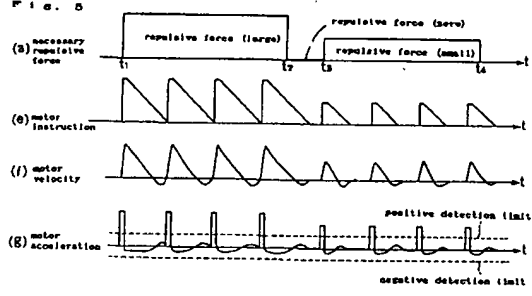 Fig. 5
(a) necessary repulsive force
repulsive force (large)
repulsive force (zero)
repulsive force (small)
t
t1
t2
t3
t4
(e) motor instruction
t
(f) motor velocity
t
(g) motor acceleration
positive detection limit
t
negative detection limit